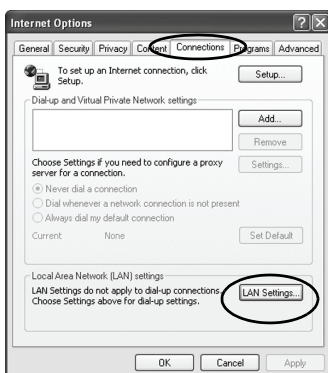 Internet Options
General Security Privacy Content Connections Programs Advanced
To set up an Internet connection, click
Setup.
Setup...
Dial-up and Virtual Private Network settings
Add...
Remove
Choose Settings if you need to configure a proxy
server for a connection.
Settings...
Never dial a connection
Dial whenever a network connection is not present
Always dial my default connection
Current None
Set Default
Local Area Network (LAN) settings
LAN Settings do not apply to dial-up connections.
Choose Settings above for dial-up settings.
LAN Settings...
OK Cancel Apply